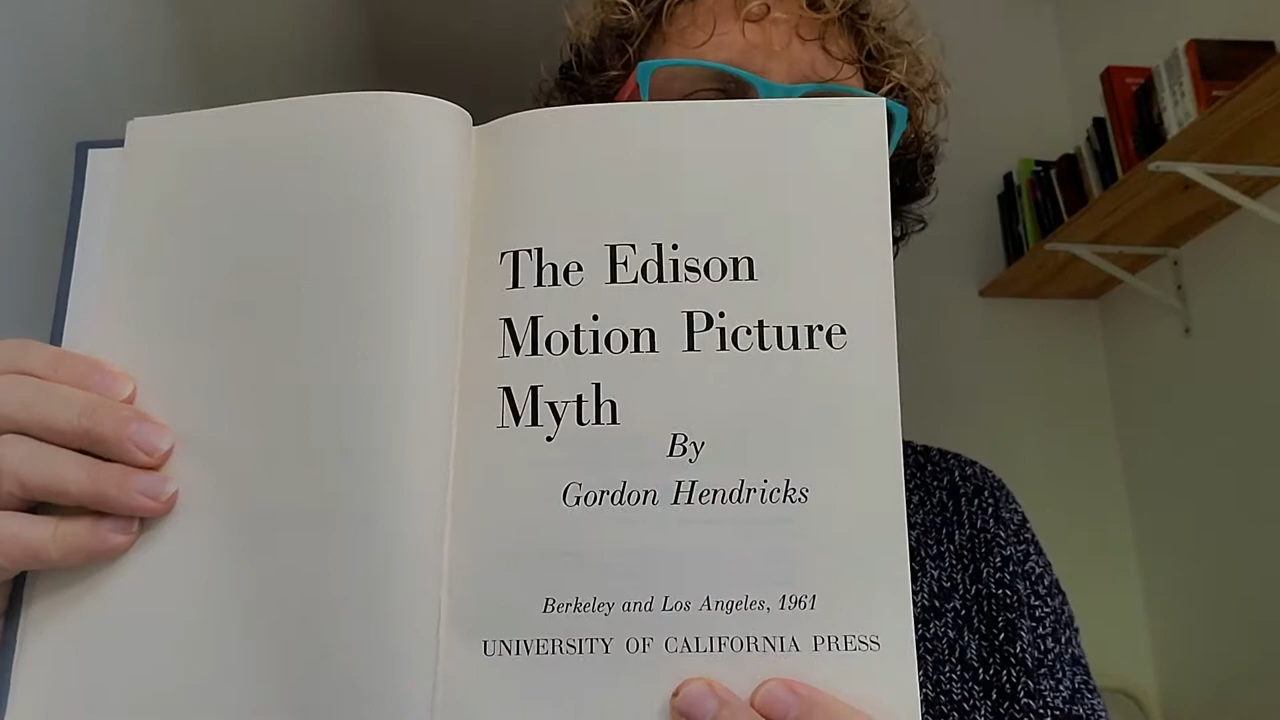 The Edison
Motion Picture
Myth
By
Gordon Hendricks
Berkeley and Los Angeles, 1961
UNIVERSITY OF CALIFORNIA PRESS